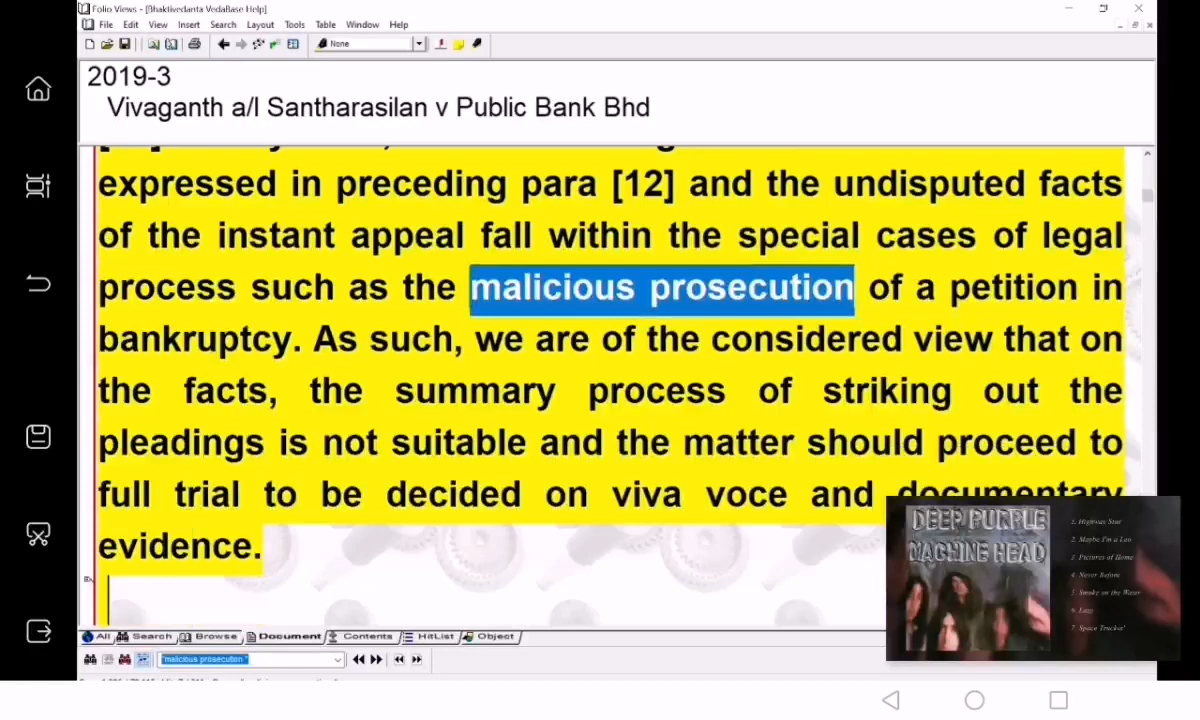 Folio Views - [Bhaktivedanta VedaBase Help]
File Edit View Insert Search Layout Tools Table Window Help
None
2019-3
Vivaganth a/l Santharasilan v Public Bank Bhd
expressed in preceding para [12] and the undisputed facts
of the instant appeal fall within the special cases of legal
process such as the malicious prosecution of a petition in
bankruptcy. As such, we are of the considered view that on
the facts, the summary process of striking out the
pleadings is not suitable and the matter should proceed to
full trial to be decided on viva voce and documentary
evidence.
DEEP PURPLE
MACHINE HEAD
1. Highway Star
2. Maybe I'm a Leo
3. Pictures of Home
4. Never Before
5. Smoke on the Water
6. Lazy
7. Space Truckin'
All Search Browse Document Contents HitList Object
"malicious prosecution "